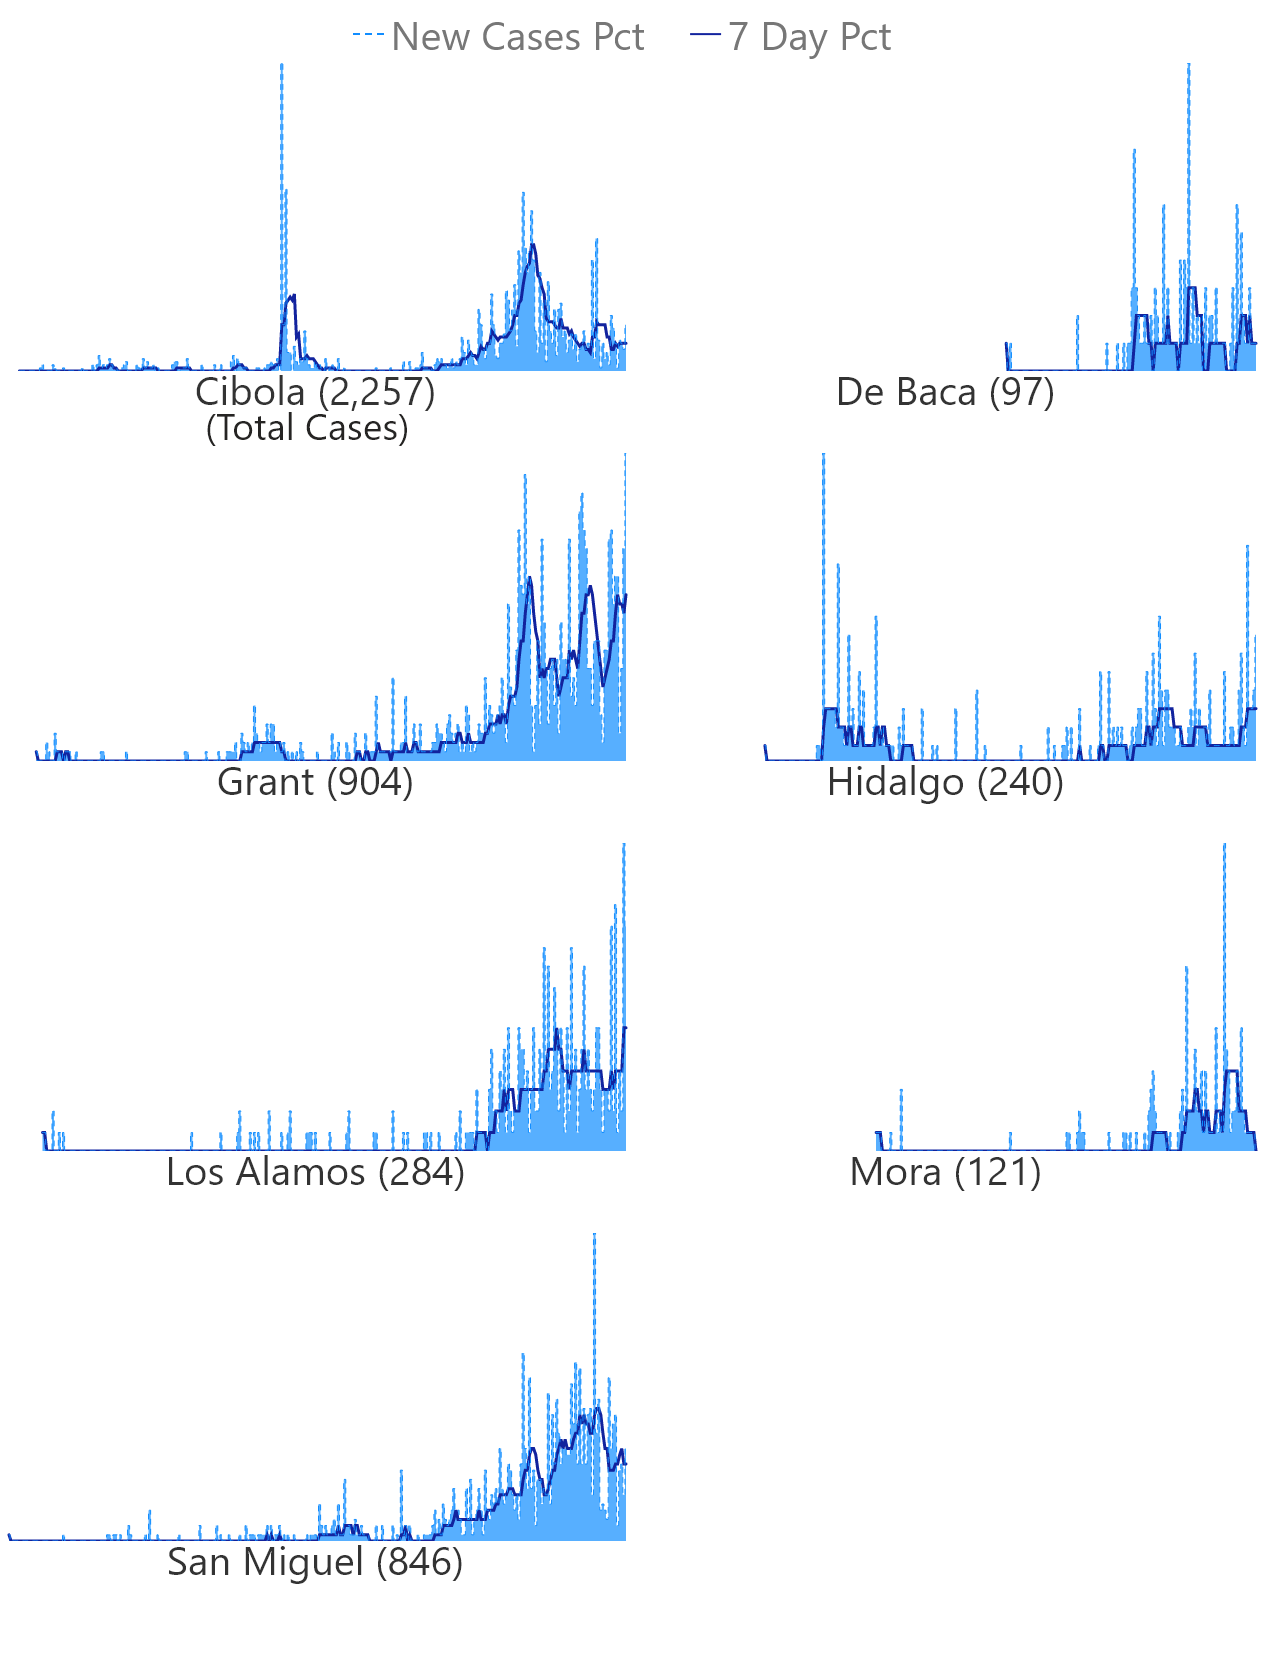 New Cases Pct 7 Day Pct
Cibola (2,257)
(Total Cases)
De Baca (97)
Grant (904)
Hidalgo (240)
Los Alamos (284)
Mora (121)
San Miguel (846)